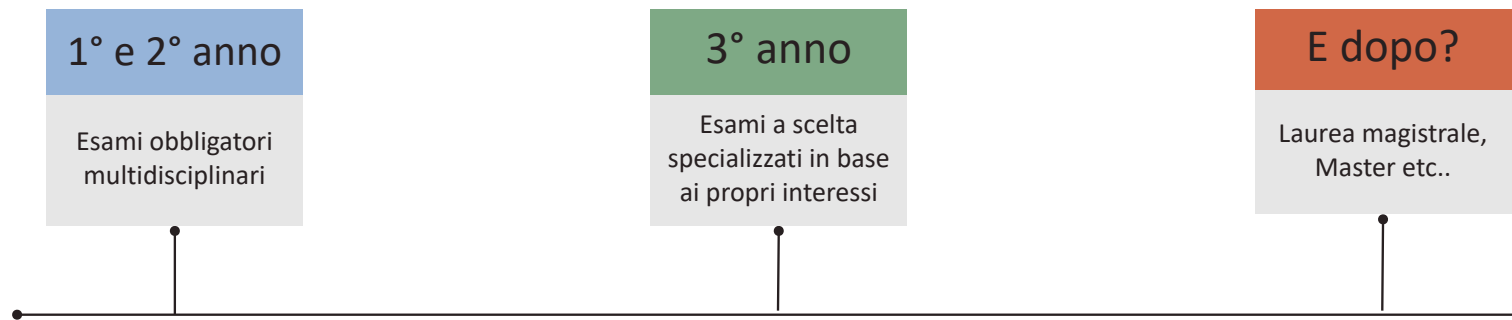 1° e 2° anno
Esami obbligatori
multidisciplinari
3° anno
Esami a scelta
specializzati in base
ai propri interessi
E dopo?
Laurea magistrale,
Master etc..